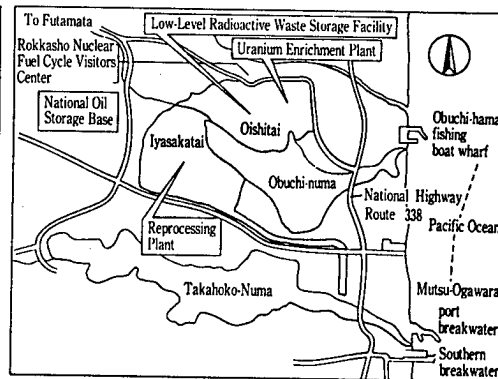 To Futamata
Low-Level Radioactive Waste Storage Facility
Rokkasho Nuclear
Fuel Cycle Visitors
Center
Uranium Enrichment Plant
National Oil
Storage Base
Oishitai
Iyasakatai
Obuchi-hama
fishing
boat wharf
Obuchi-numa
National Highway
Route 338
Pacific Ocean
Reprocessing
Plant
Takahoko-Numa
Mutsu-Ogawara
port
breakwater
Southern
breakwater